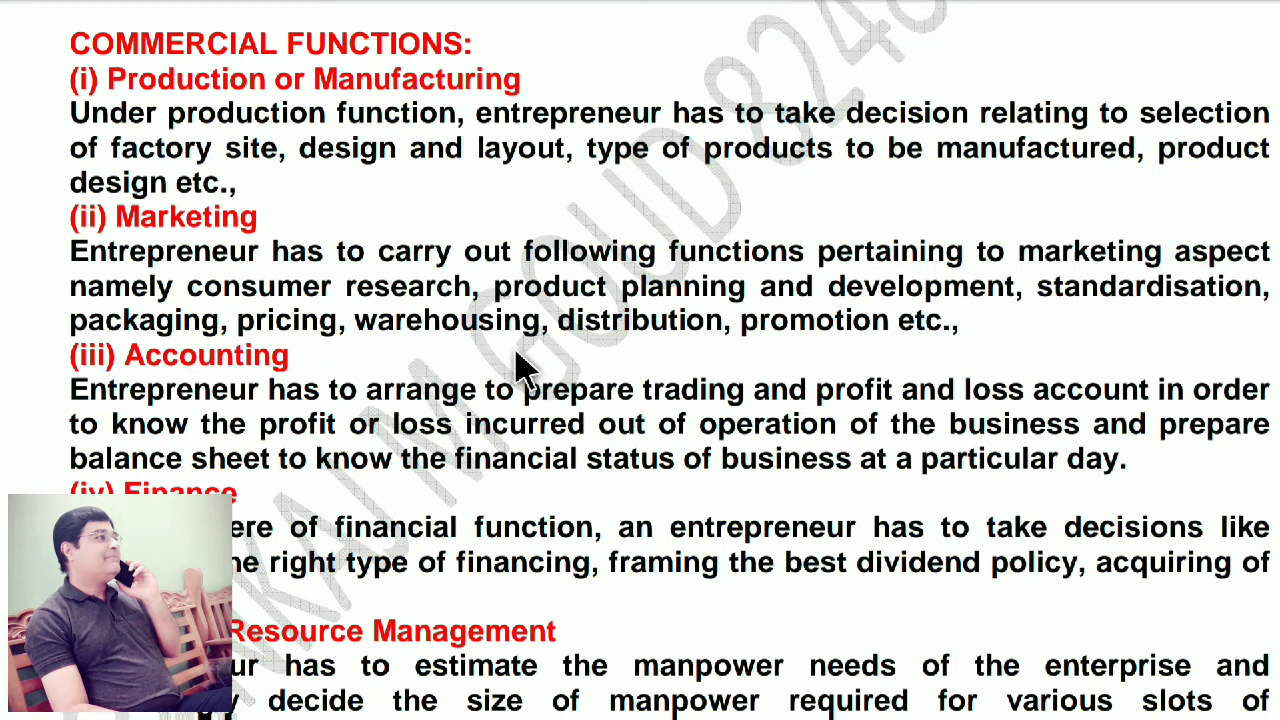 COMMERCIAL FUNCTIONS:
(i) Production or Manufacturing
Under production function, entrepreneur has to take decision relating to selection
of factory site, design and layout, type of products to be manufactured, product
design etc.,
(ii) Marketing
Entrepreneur has to carry out following functions pertaining to marketing aspect
namely consumer research, product planning and development, standardisation,
packaging, pricing, warehousing, distribution, promotion etc.,
(iii) Accounting
Entrepreneur has to arrange to prepare trading and profit and loss account in order
to know the profit or loss incurred out of operation of the business and prepare
balance sheet to know the financial status of business at a particular day.
(iv) Finance
of financial function, an entrepreneur has to take decisions like
right type of financing, framing the best dividend policy, acquiring of
Resource Management
has to estimate the manpower needs of the enterprise and
decide the size of manpower required for various slots of
M GOUD 8248